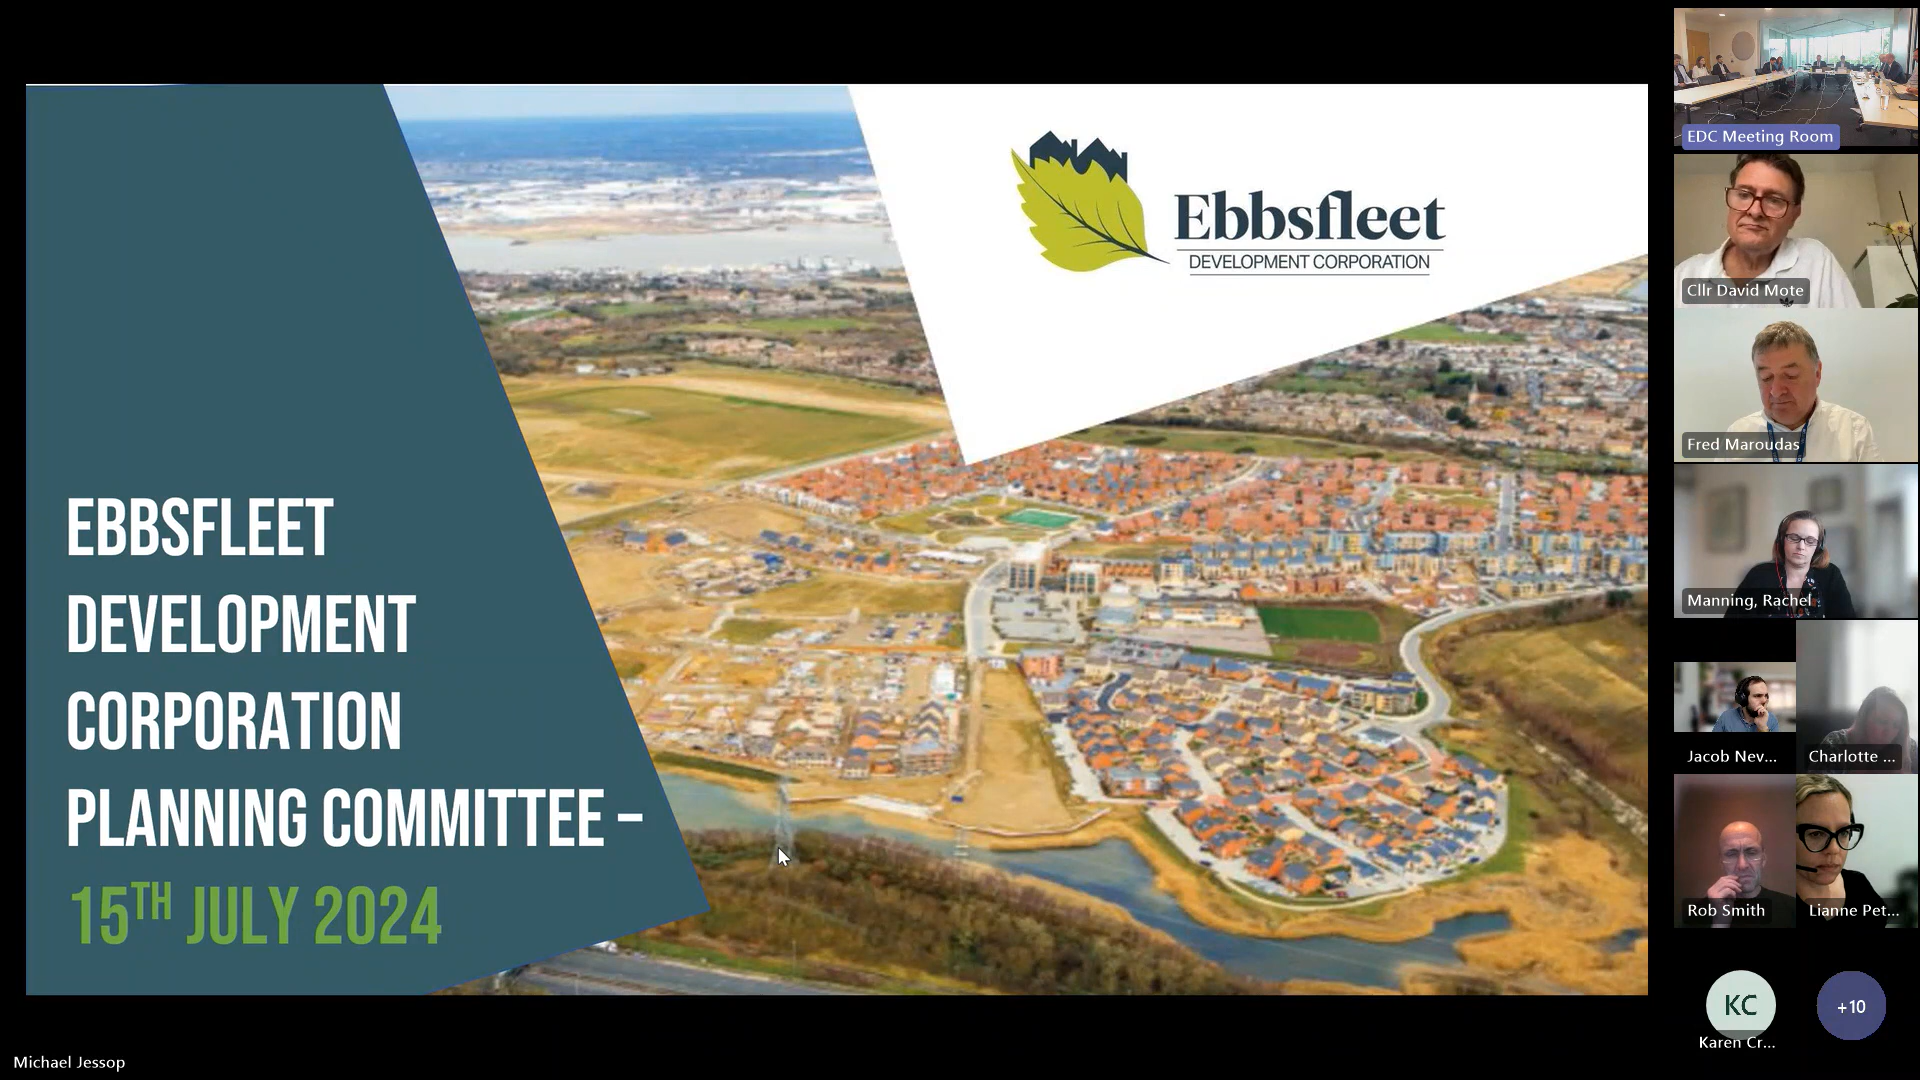 Ebbsfleet
DEVELOPMENT CORPORATION
EBBSFLEET
DEVELOPMENT
CORPORATION
PLANNING COMMITTEE –
15TH JULY 2024
EDC Meeting Room
Cllr David Mote
Fred Maroudas
Manning, Rachel
Jacob Nev...
Charlotte ...
Rob Smith
Lianne Pet...
KC
+10
Karen Cr...
Michael Jessop